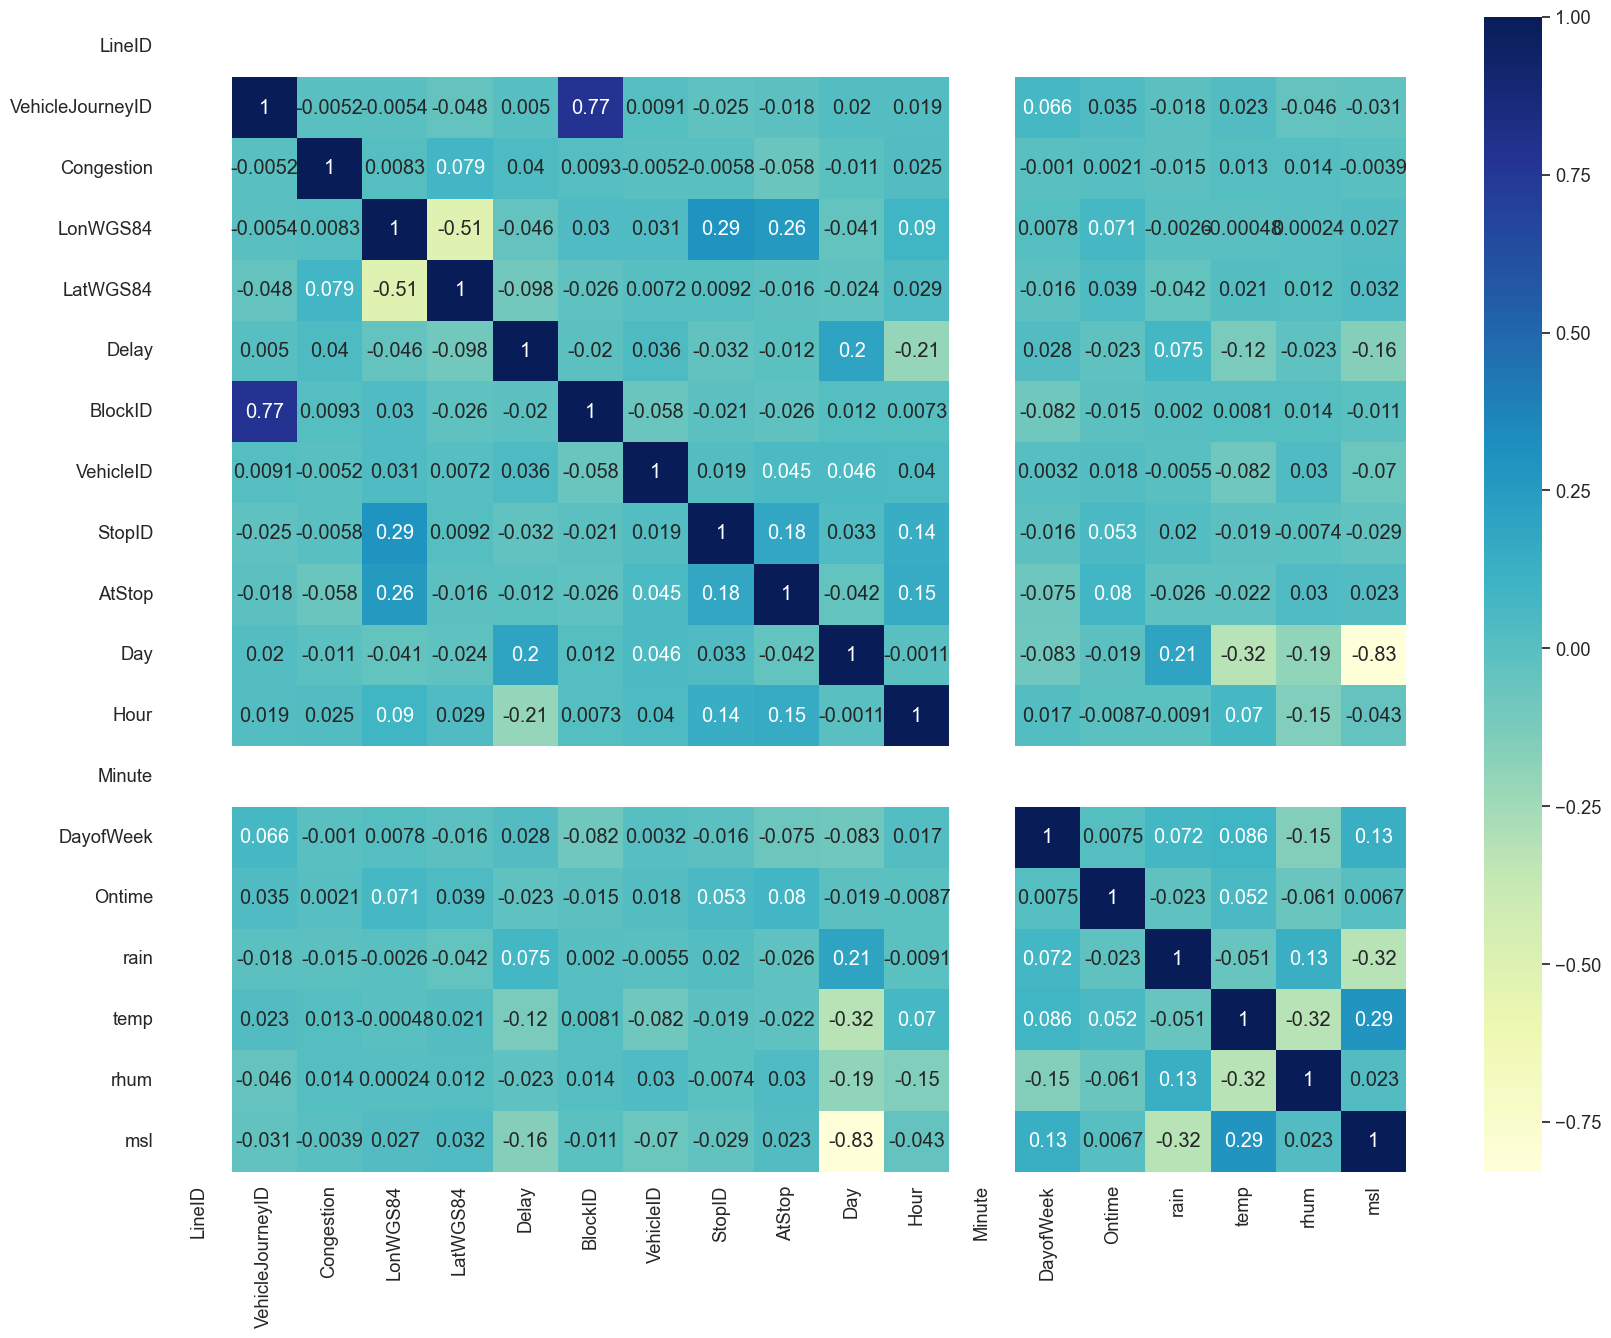 LineID
VehicleJourneyID 1 -0.0052 -0.0054 -0.048 0.005 0.77 0.0091 -0.025 -0.018 0.02 0.019 0.066 0.035 -0.018 0.023 -0.046 -0.031
Congestion -0.0052 1 0.0083 0.079 0.04 0.0093 -0.0052 -0.0058 -0.058 -0.011 0.025 -0.001 0.0021 -0.015 0.013 0.014 -0.0039
LonWGS84 -0.0054 0.0083 1 -0.51 -0.046 0.03 0.031 0.29 0.26 -0.041 0.09 0.0078 0.071 -0.0026 -0.00048 0.00024 0.027
LatWGS84 -0.048 0.079 -0.51 1 -0.098 -0.026 0.0072 0.0092 -0.016 -0.024 0.029 -0.016 0.039 -0.042 0.021 0.012 0.032
Delay 0.005 0.04 -0.046 -0.098 1 -0.02 0.036 -0.032 -0.012 0.2 -0.21 0.028 -0.023 0.075 -0.12 -0.023 -0.16
BlockID 0.77 0.0093 0.03 -0.026 -0.02 1 -0.058 -0.021 -0.026 0.012 0.0073 -0.082 -0.015 0.002 0.0081 0.014 -0.011
VehicleID 0.0091 -0.0052 0.031 0.0072 0.036 -0.058 1 0.019 0.045 0.046 0.04 0.0032 0.018 -0.0055 -0.082 0.03 -0.07
StopID -0.025 -0.0058 0.29 0.0092 -0.032 -0.021 0.019 1 0.18 0.033 0.14 -0.016 0.053 0.02 -0.019 -0.0074 -0.029
AtStop -0.018 -0.058 0.26 -0.016 -0.012 -0.026 0.045 0.18 1 -0.042 0.15 -0.075 0.08 -0.026 -0.022 0.03 0.023
Day 0.02 -0.011 -0.041 -0.024 0.2 0.012 0.046 0.033 -0.042 1 -0.0011 -0.083 -0.019 0.21 -0.32 -0.19 -0.83
Hour 0.019 0.025 0.09 0.029 -0.21 0.0073 0.04 0.14 0.15 -0.0011 1 0.017 -0.0087 -0.0091 0.07 -0.15 -0.043
Minute
DayofWeek 0.066 -0.001 0.0078 -0.016 0.028 -0.082 0.0032 -0.016 -0.075 -0.083 0.017 1 0.0075 0.072 0.086 -0.15 0.13
Ontime 0.035 0.0021 0.071 0.039 -0.023 -0.015 0.018 0.053 0.08 -0.019 -0.0087 0.0075 1 -0.023 0.052 -0.061 0.0067
rain -0.018 -0.015 -0.0026 -0.042 0.075 0.002 -0.0055 0.02 -0.026 0.21 -0.0091 0.072 -0.023 1 -0.051 0.13 -0.32
temp 0.023 0.013 -0.00048 0.021 -0.12 0.0081 -0.082 -0.019 -0.022 -0.32 0.07 0.086 0.052 -0.051 1 -0.32 0.29
rhum -0.046 0.014 0.00024 0.012 -0.023 0.014 0.03 -0.0074 0.03 -0.19 -0.15 -0.15 -0.061 0.13 -0.32 1 0.023
msl -0.031 -0.0039 0.027 0.032 -0.16 -0.011 -0.07 -0.029 0.023 -0.83 -0.043 0.13 0.0067 -0.32 0.29 0.023 1
LineID VehicleJourneyID Congestion LonWGS84 LatWGS84 Delay BlockID VehicleID StopID AtStop Day Hour Minute DayofWeek Ontime rain temp rhum msl
1.00
0.75
0.50
0.25
0.00
−0.25
−0.50
−0.75